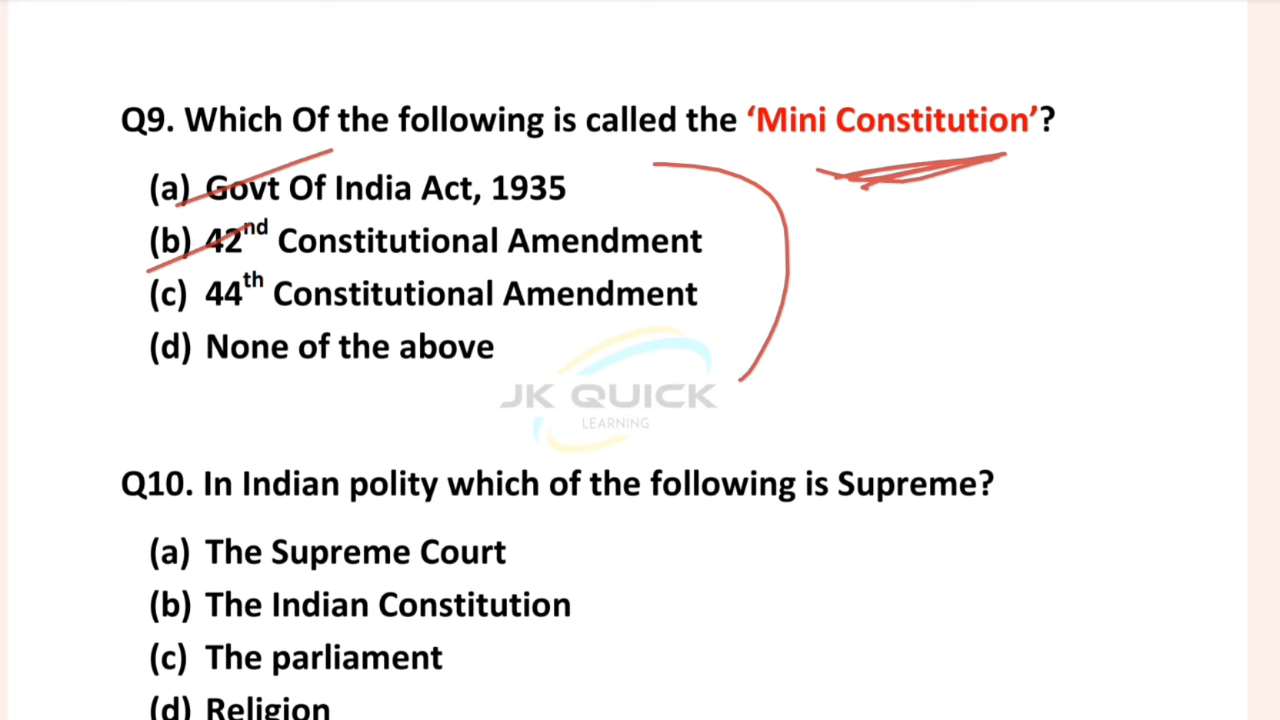 Q9. Which Of the following is called the ‘Mini Constitution’?
(a) Govt Of India Act, 1935
(b) 42nd Constitutional Amendment
(c) 44th Constitutional Amendment
(d) None of the above
JK QUICK
LEARNING
Q10. In Indian polity which of the following is Supreme?
(a) The Supreme Court
(b) The Indian Constitution
(c) The parliament
(d) Religion